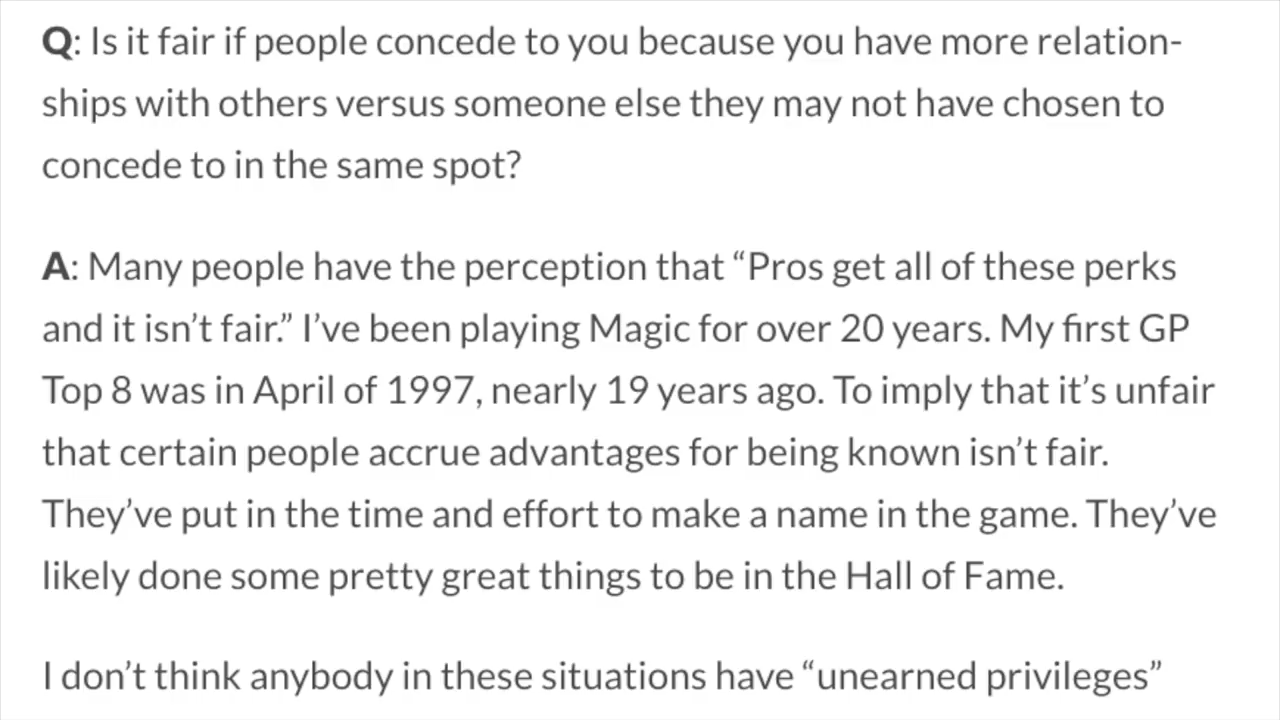 Q: Is it fair if people concede to you because you have more relation-
ships with others versus someone else they may not have chosen to
concede to in the same spot?
A: Many people have the perception that “Pros get all of these perks
and it isn’t fair.” I’ve been playing Magic for over 20 years. My first GP
Top 8 was in April of 1997, nearly 19 years ago. To imply that it’s unfair
that certain people accrue advantages for being known isn’t fair.
They’ve put in the time and effort to make a name in the game. They’ve
likely done some pretty great things to be in the Hall of Fame.
I don’t think anybody in these situations have “unearned privileges”